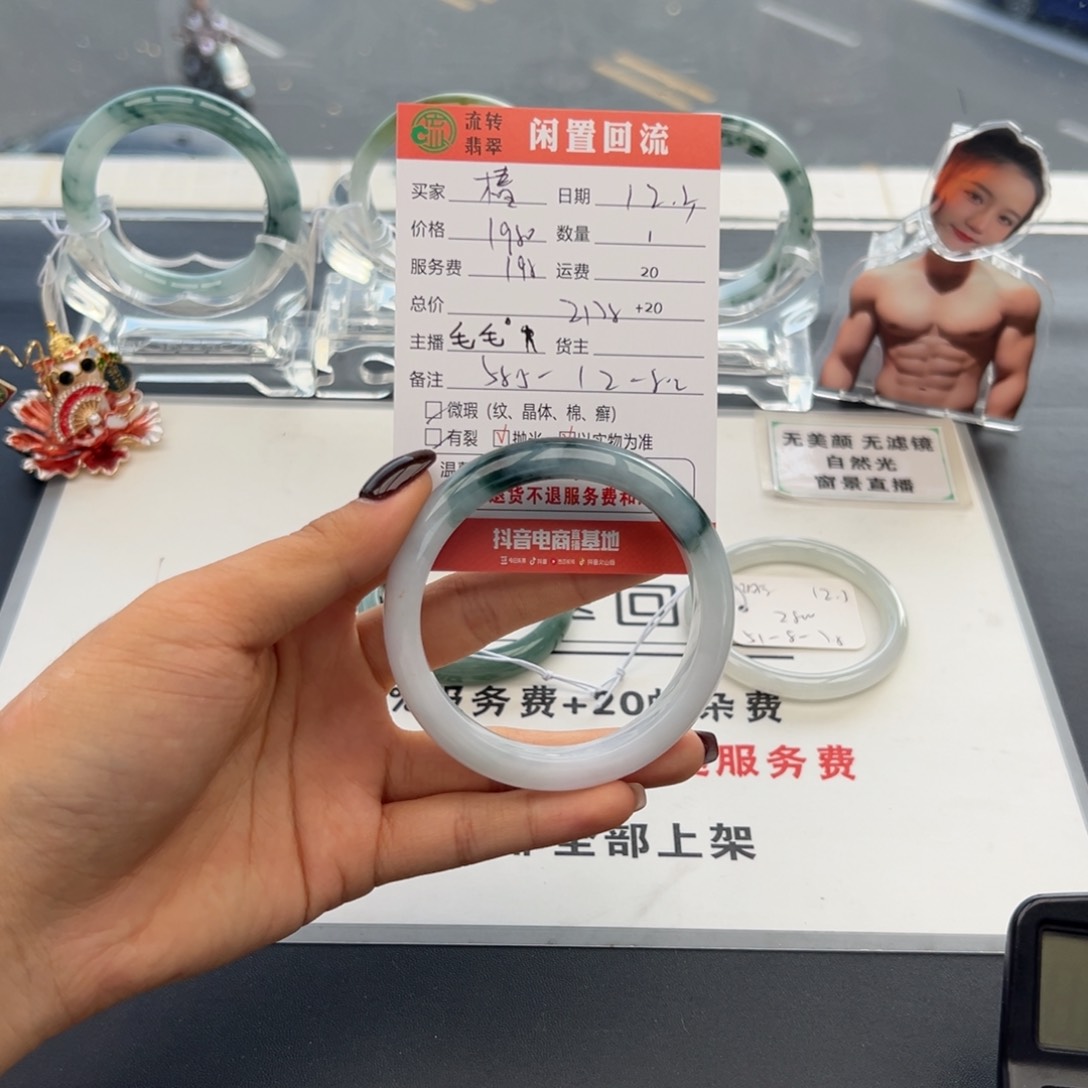 流转
翡翠
闲置回流
买家 日期
价格 1980 数量 1
服务费 198 运费 20
总价 2178 +20
主播 毛毛 货主
备注 585- 12 -8.2
微瑕 (纹、晶体、棉、癣)
有裂 抛光 以实物为准
退货不退服务费和
抖音电商直播基地
无美颜 无滤镜
自然光
窗景直播
回
%服务费+20 杂费
服务费
全部上架